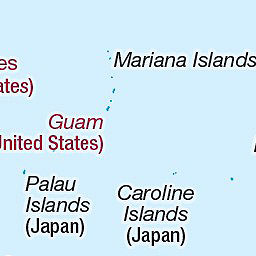 Mariana Islands
es
ates)
Guam
United States)
Palau
Islands
(Japan)
Caroline
Islands
(Japan)